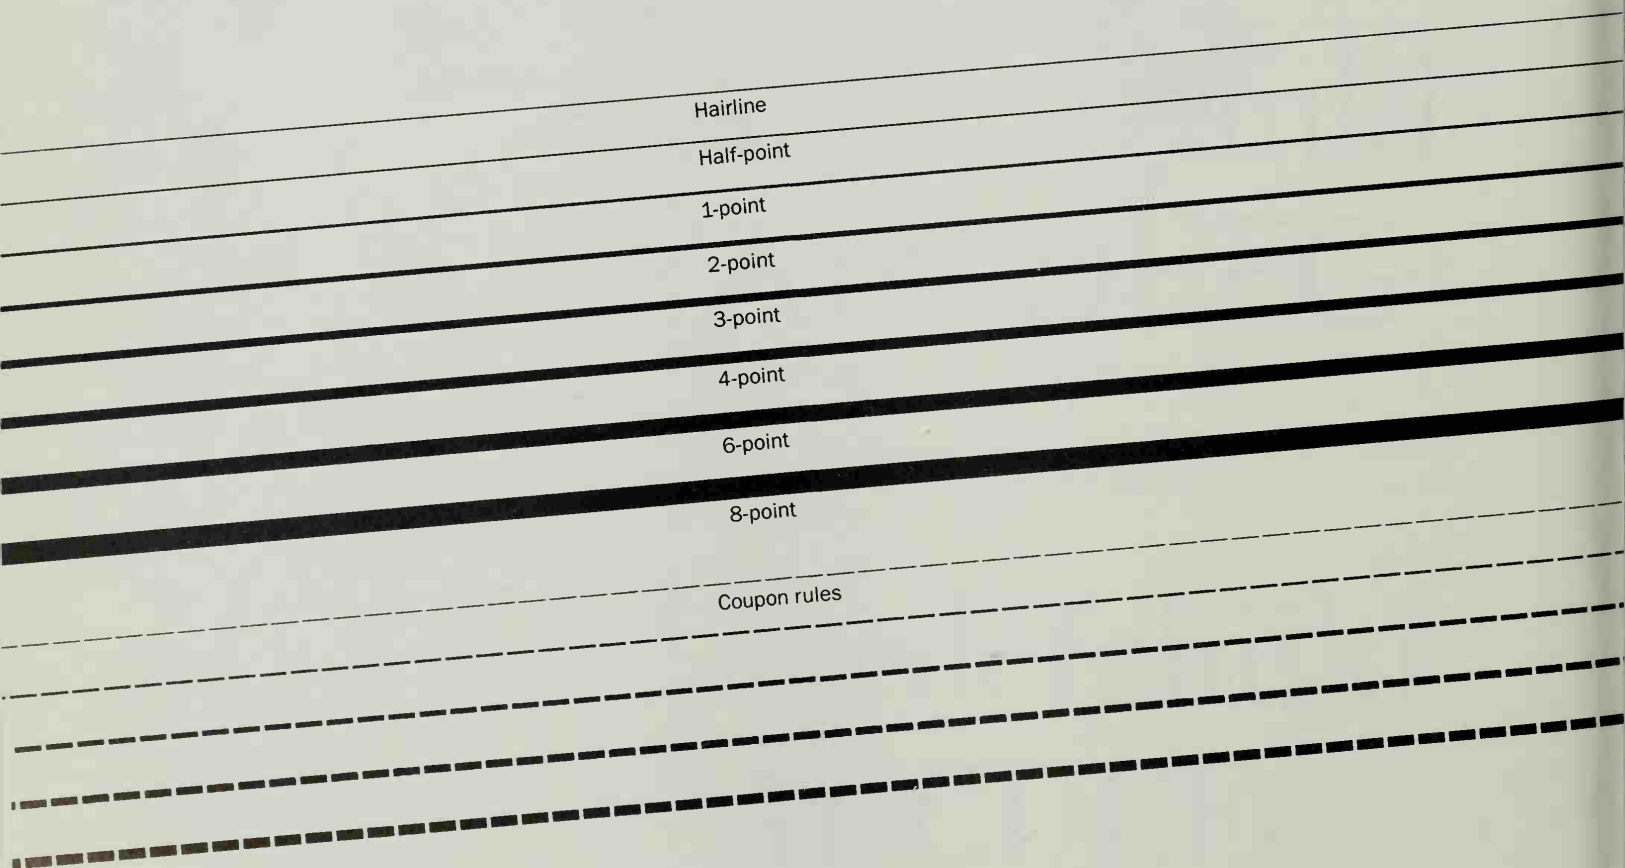 Hairline
Half-point
1-point
2-point
3-point
4-point
6-point
8-point
Coupon rules